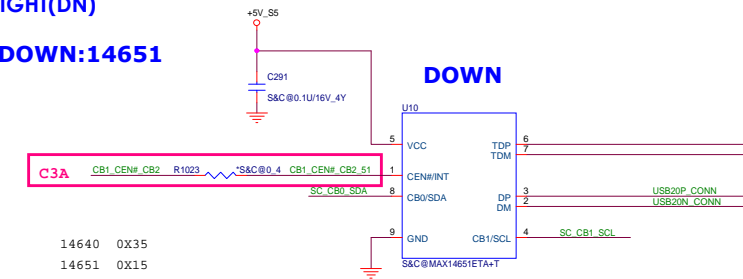 IGHT(DN)
+5V_S5
DOWN:14651
DOWN
C291
S&C@0.1U/16V_4Y
U10
5 VCC TDP 6
TDM 7
C3A CB1_CEN#_CB2 R1023 *S&C@0_4 CB1_CEN#_CB2_51 1 CEN#/INT
SC_CB0_SDA 8 CB0/SDA DP 3 USB20P_CONN
DM 2 USB20N_CONN
9 GND CB1/SCL 4 SC_CB1_SCL
14640 0X35
14651 0X15
S&C@MAX14651ETA+T